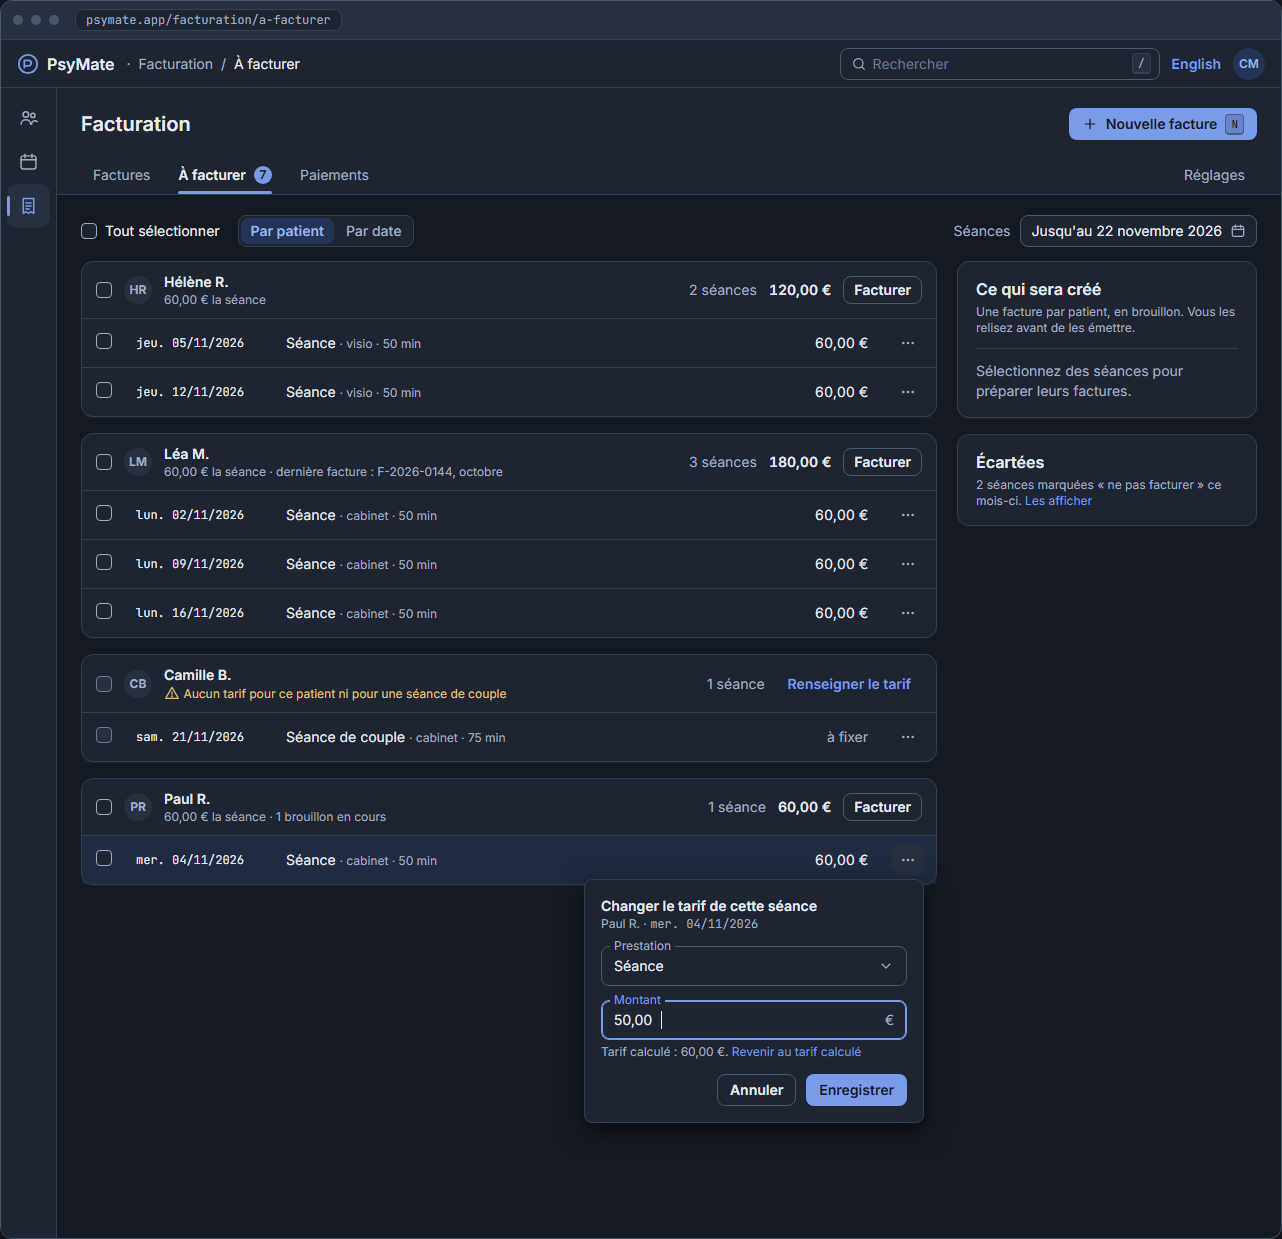 psymate.app/facturation/a-facturer
PsyMate · Facturation / À facturer
Rechercher /
English
CM
Facturation
+ Nouvelle facture N
Factures
À facturer 7
Paiements
Réglages
Tout sélectionner
Par patient
Par date
Séances
Jusqu'au 22 novembre 2026
HR
Hélène R.
60,00 € la séance
2 séances 120,00 € Facturer
jeu. 05/11/2026 Séance · visio · 50 min 60,00 € ···
jeu. 12/11/2026 Séance · visio · 50 min 60,00 € ···
LM
Léa M.
60,00 € la séance · dernière facture : F-2026-0144, octobre
3 séances 180,00 € Facturer
lun. 02/11/2026 Séance · cabinet · 50 min 60,00 € ···
lun. 09/11/2026 Séance · cabinet · 50 min 60,00 € ···
lun. 16/11/2026 Séance · cabinet · 50 min 60,00 € ···
CB
Camille B.
Aucun tarif pour ce patient ni pour une séance de couple
1 séance Renseigner le tarif
sam. 21/11/2026 Séance de couple · cabinet · 75 min à fixer ···
PR
Paul R.
60,00 € la séance · 1 brouillon en cours
1 séance 60,00 € Facturer
mer. 04/11/2026 Séance · cabinet · 50 min 60,00 € ···
Changer le tarif de cette séance
Paul R. · mer. 04/11/2026
Prestation
Séance
Montant
50,00 €
Tarif calculé : 60,00 €. Revenir au tarif calculé
Annuler
Enregistrer
Ce qui sera créé
Une facture par patient, en brouillon. Vous les
relisez avant de les émettre.
Sélectionnez des séances pour
préparer leurs factures.
Écartées
2 séances marquées « ne pas facturer » ce
mois-ci. Les afficher